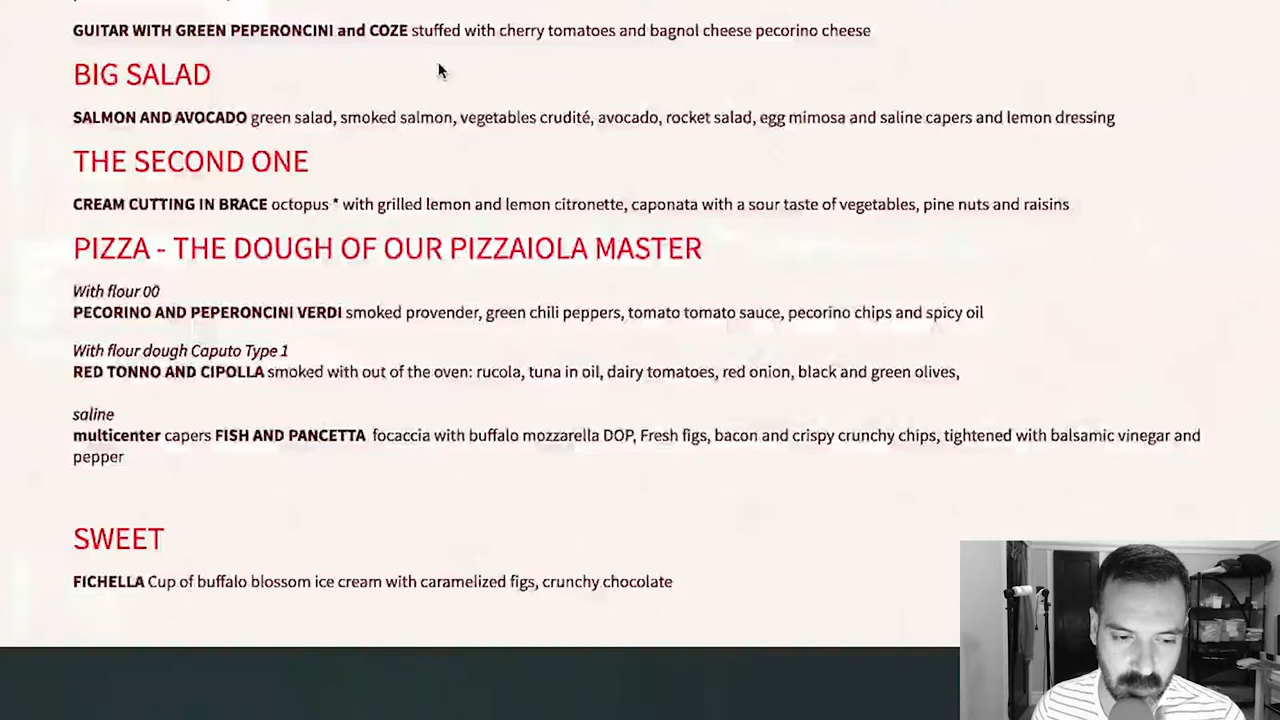 GUITAR WITH GREEN PEPERONCINI and COZE stuffed with cherry tomatoes and bagnol cheese pecorino cheese
BIG SALAD
SALMON AND AVOCADO green salad, smoked salmon, vegetables crudité, avocado, rocket salad, egg mimosa and saline capers and lemon dressing
THE SECOND ONE
CREAM CUTTING IN BRACE octopus * with grilled lemon and lemon citronette, caponata with a sour taste of vegetables, pine nuts and raisins
PIZZA - THE DOUGH OF OUR PIZZAIOLA MASTER
With flour 00
PECORINO AND PEPERONCINI VERDI smoked provender, green chili peppers, tomato tomato sauce, pecorino chips and spicy oil
With flour dough Caputo Type 1
RED TONNO AND CIPOLLA smoked with out of the oven: rucola, tuna in oil, dairy tomatoes, red onion, black and green olives,
saline
multicenter capers FISH AND PANCETTA focaccia with buffalo mozzarella DOP, Fresh figs, bacon and crispy crunchy chips, tightened with balsamic vinegar and
pepper
SWEET
FICHELLA Cup of buffalo blossom ice cream with caramelized figs, crunchy chocolate